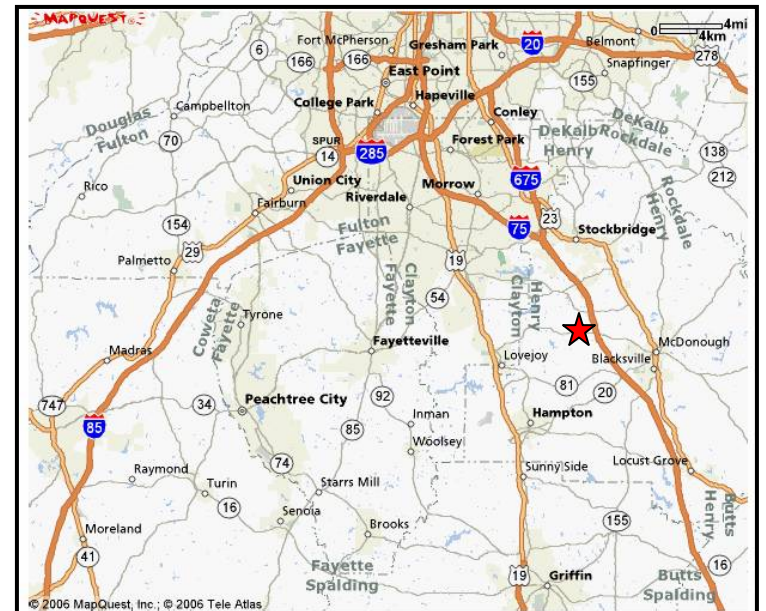 MAPQUEST
4mi
0
4km
Fort McPherson
Gresham Park
20
Belmont
278
6
166
166
Snapfinger
East Point
155
Campbellton
College Park
Hapeville
Conley
Douglas
Fulton
70
DeKalb
Rockdale
DeKalb
Henry
SPUR
14
285
Forest Park
138
212
Rico
Union City
Morrow
675
Riverdale
Rockdale
Henry
Fairburn
154
Fulton
Fayette
75
23
Stockbridge
29
19
Palmetto
Clayton
Fayette
54
Henry
Clayton
Tyrone
Coweta
Fayette
Fayetteville
McDonough
Madras
Lovejoy
Blacksville
81
20
747
34
Peachtree City
92
85
Inman
Hampton
85
Woolsey
74
Raymond
Sunny Side
Locust Grove
Turin
Starrs Mill
16
Senoia
Brooks
155
Butts
Henry
Moreland
41
Fayette
Spalding
16
19
Griffin
Butts
Spalding
© 2006 MapQuest, Inc.; © 2006 Tele Atlas